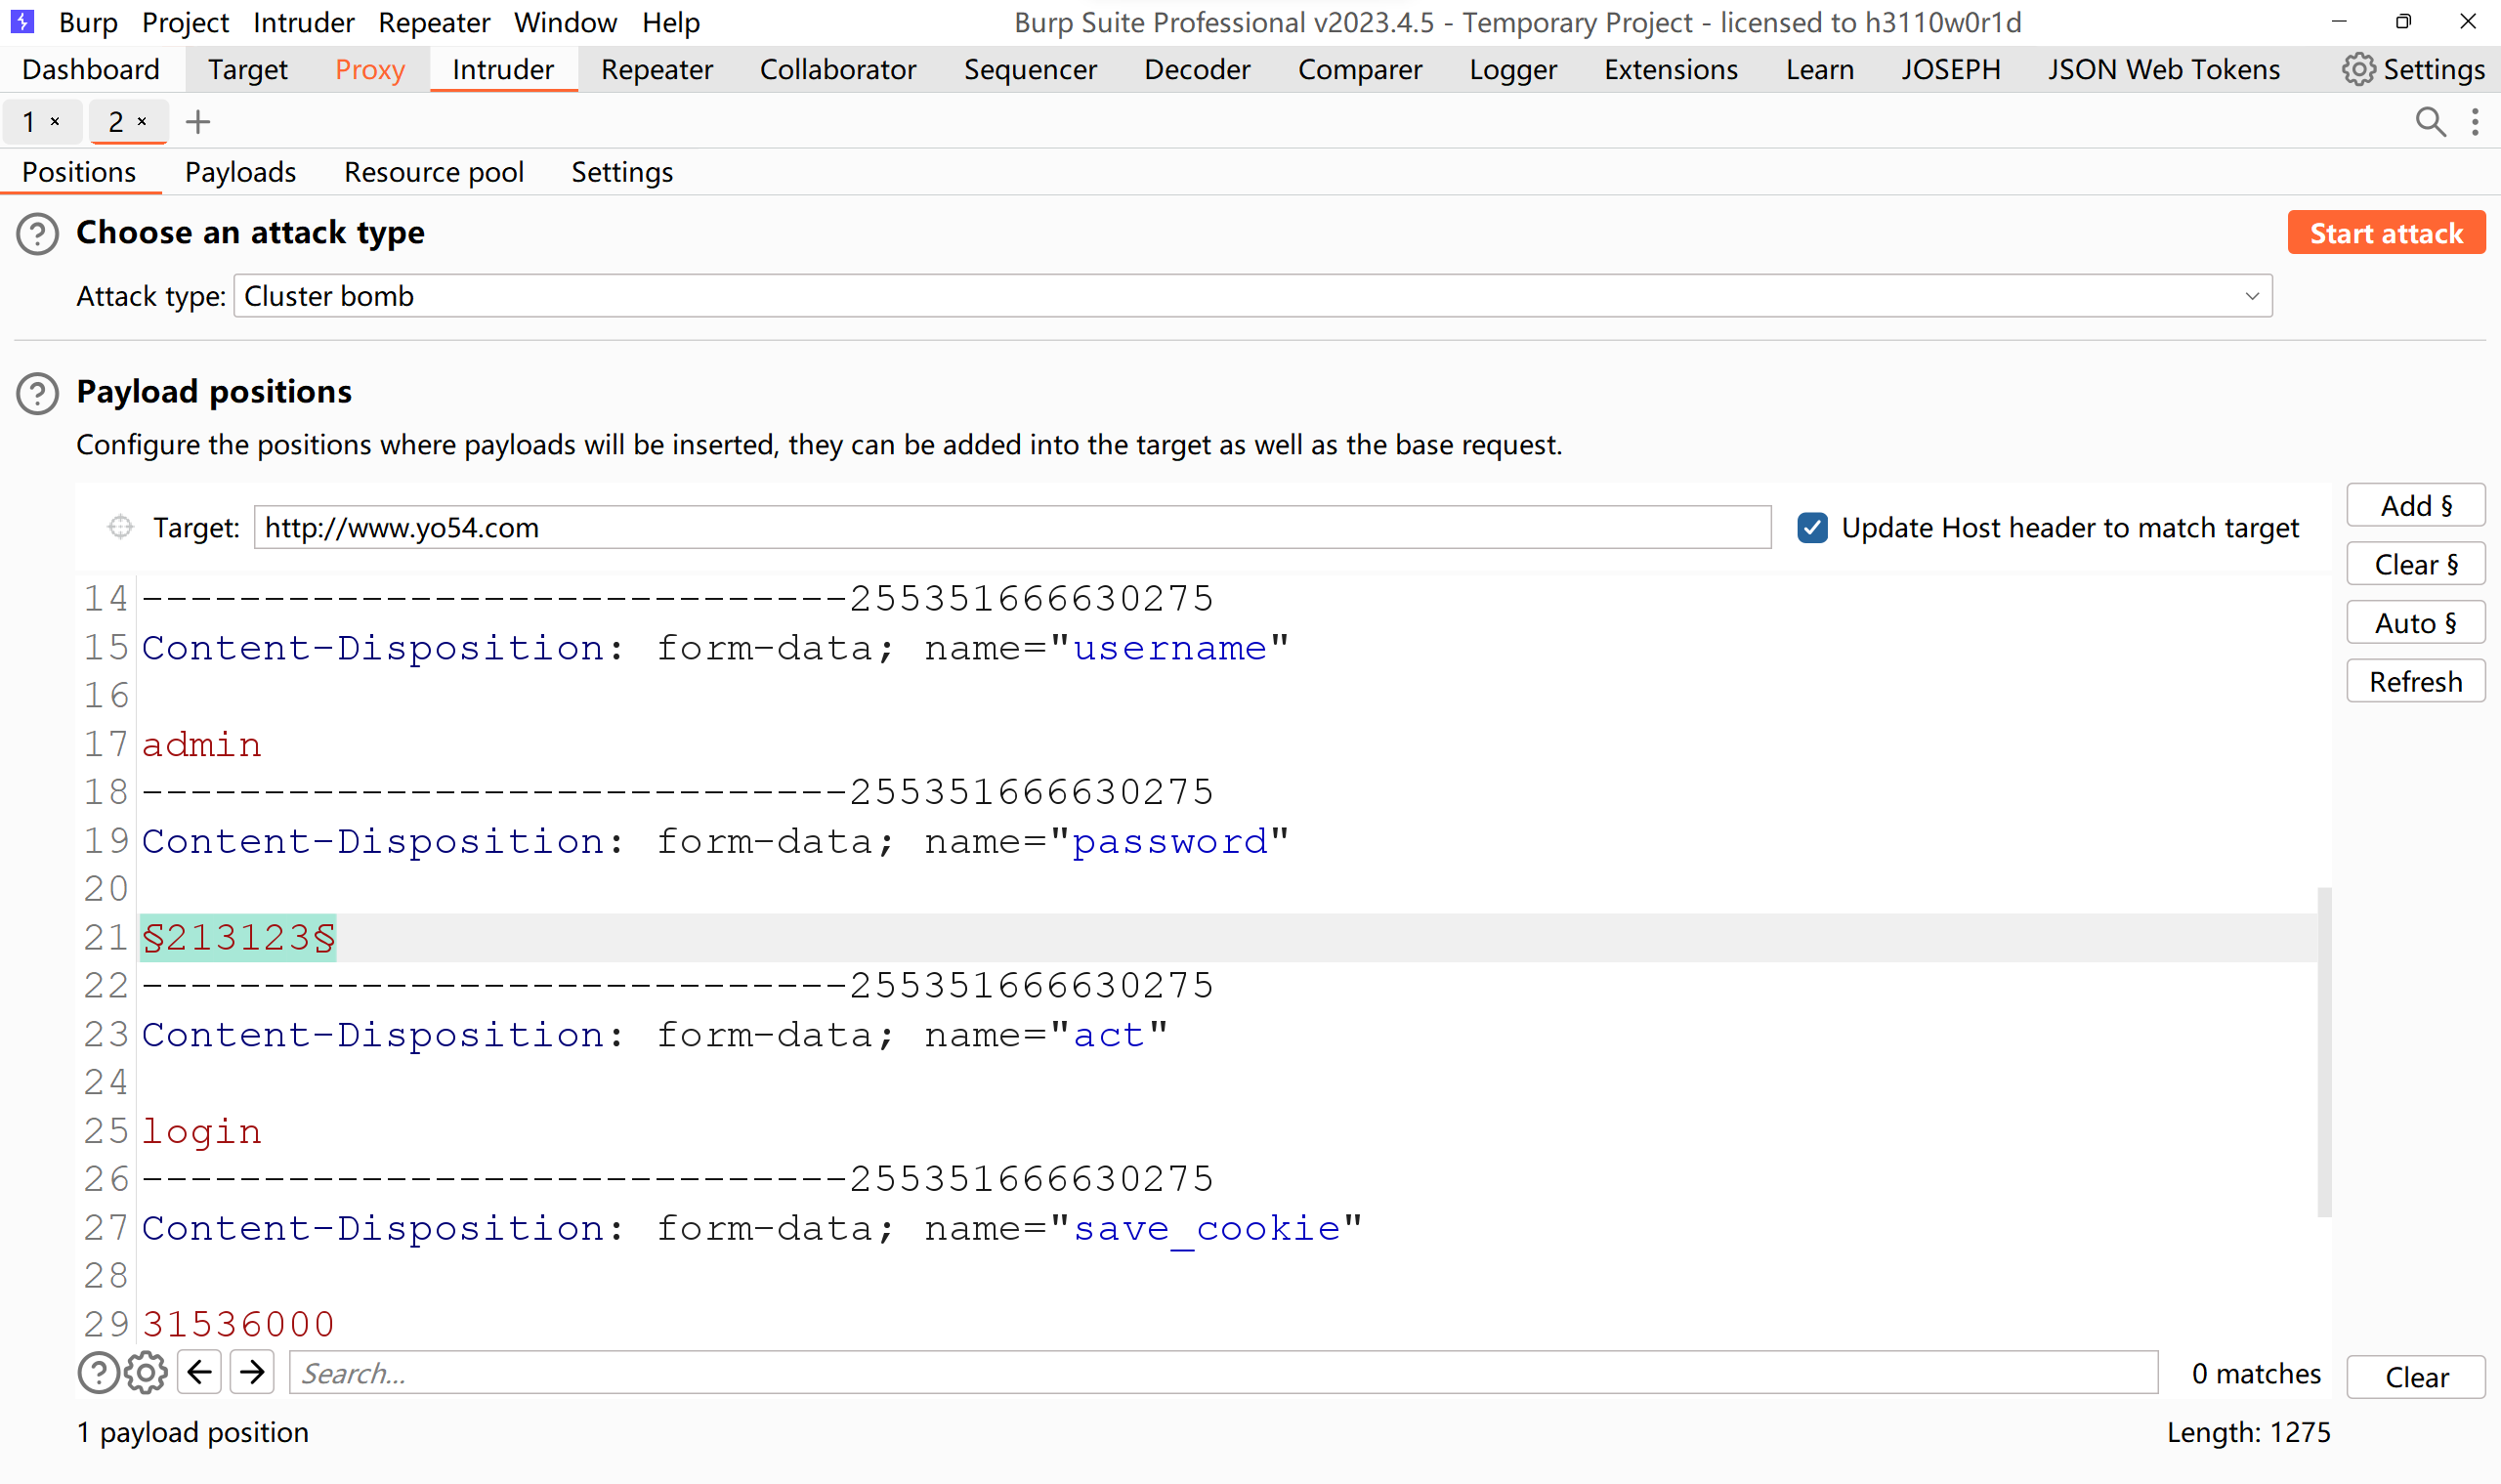 Burp Project Intruder Repeater Window Help Burp Suite Professional v2023.4.5 - Temporary Project - licensed to h3110w0r1d
Dashboard Target Proxy Intruder Repeater Collaborator Sequencer Decoder Comparer Logger Extensions Learn JOSEPH JSON Web Tokens Settings
1 × 2 × +
Positions Payloads Resource pool Settings
Choose an attack type Start attack
Attack type: Cluster bomb
Payload positions
Configure the positions where payloads will be inserted, they can be added into the target as well as the base request.
Target: http://www.yo54.com Update Host header to match target
Add §
Clear §
Auto §
Refresh
14 -----------------------------255351666630275
15 Content-Disposition: form-data; name="username"
16
17 admin
18 -----------------------------255351666630275
19 Content-Disposition: form-data; name="password"
20
21 §213123§
22 -----------------------------255351666630275
23 Content-Disposition: form-data; name="act"
24
25 login
26 -----------------------------255351666630275
27 Content-Disposition: form-data; name="save_cookie"
28
29 31536000
Search... 0 matches Clear
1 payload position Length: 1275